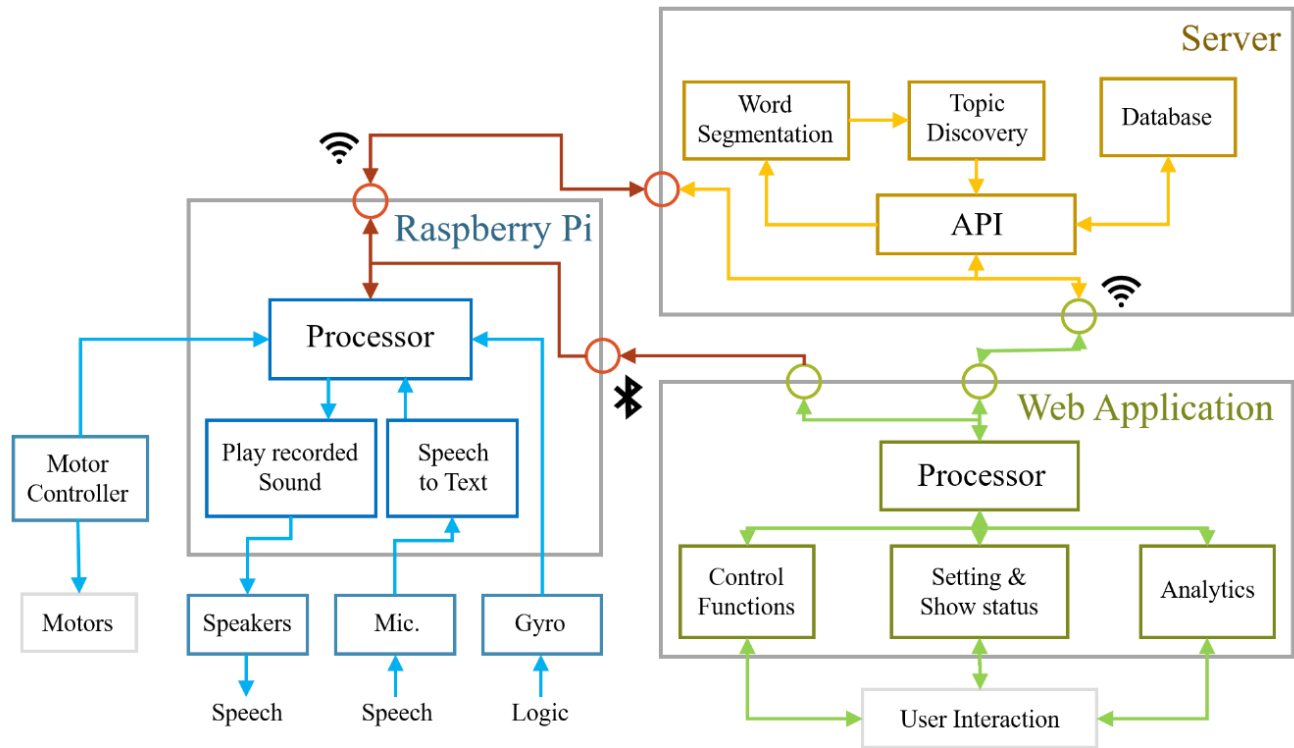 Server
Word
Segmentation
Topic
Discovery
Database
API
Raspberry Pi
Processor
Play recorded
Sound
Speech
to Text
Motor
Controller
Motors
Speakers
Mic.
Gyro
Speech
Speech
Logic
Web Application
Processor
Control
Functions
Setting &
Show status
Analytics
User Interaction